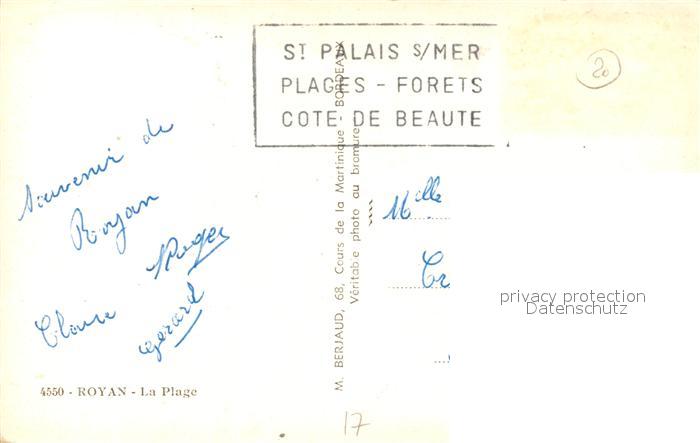 ST PALAIS S/MER
PLAGES - FORETS
COTE DE BEAUTE
20
Souvenir de
Royan
Roger
Claire
Gérard
4550 - ROYAN - La Plage
M. BERJAUD, 68, Cours de la Martinique - BORDEAUX
Véritable photo au bromure
Melle
privacy protection
Datenschutz
17